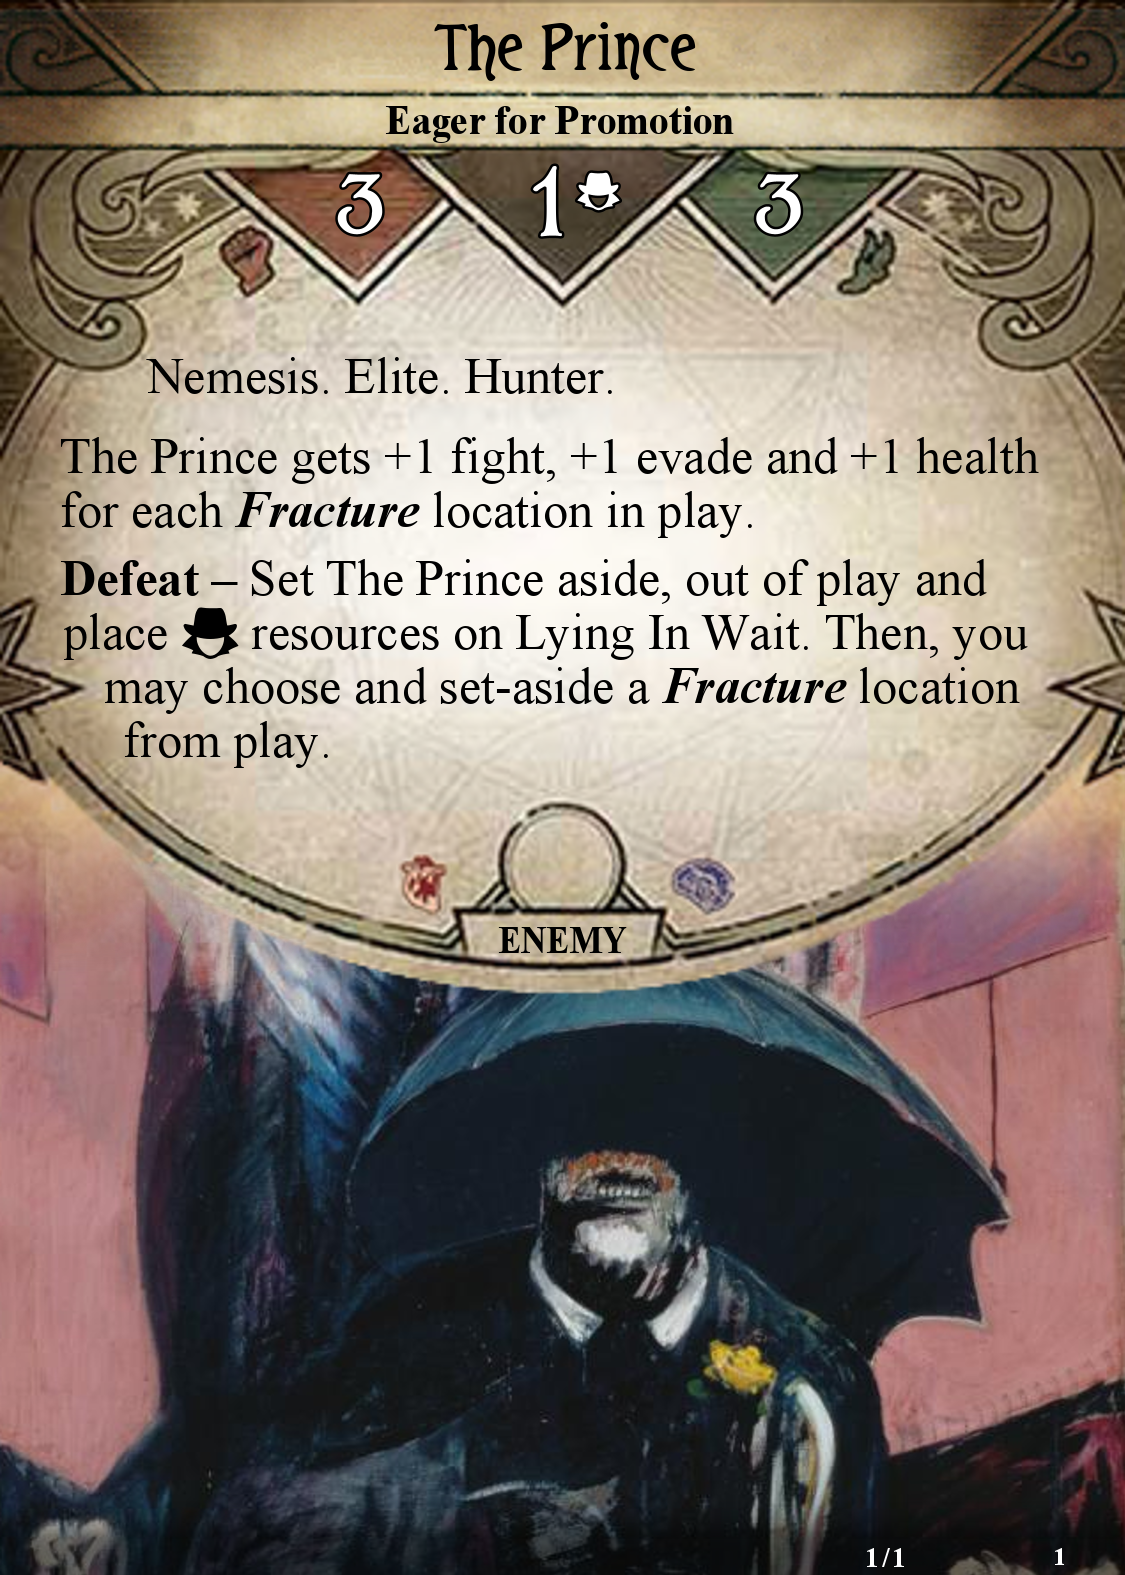 The Prince
Eager for Promotion
3 1 3
Nemesis. Elite. Hunter.
The Prince gets +1 fight, +1 evade and +1 health
for each Fracture location in play.
Defeat – Set The Prince aside, out of play and
place resources on Lying In Wait. Then, you
may choose and set-aside a Fracture location
from play.
ENEMY
1/1 1